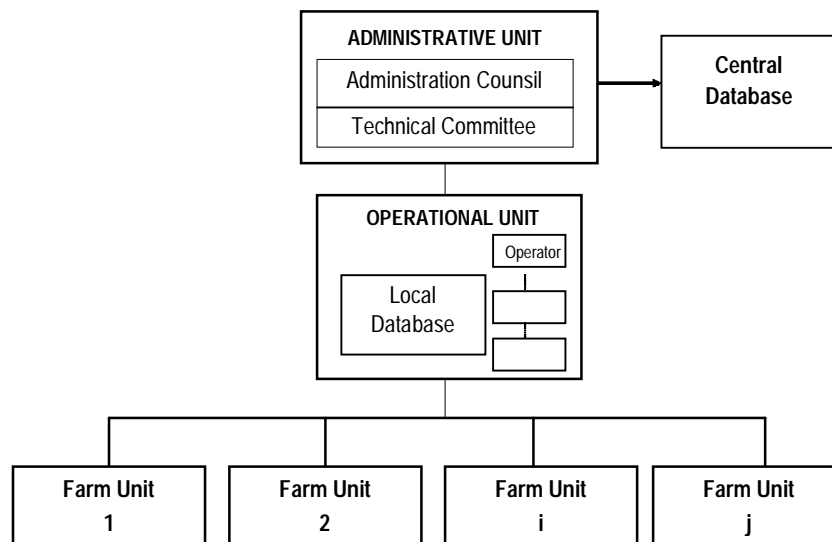 ADMINISTRATIVE UNIT
Administration Counsil
Technical Committee
Central
Database
OPERATIONAL UNIT
Operator
Local
Database
Farm Unit
1
Farm Unit
2
Farm Unit
i
Farm Unit
j